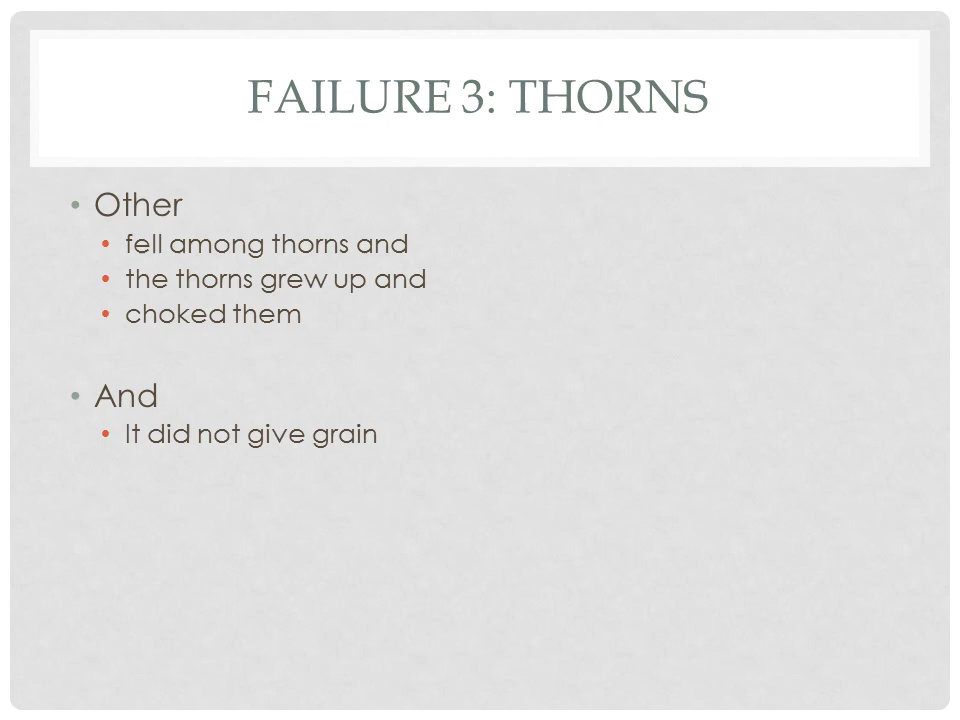 FAILURE 3: THORNS
• Other
• fell among thorns and
• the thorns grew up and
• choked them
• And
• It did not give grain